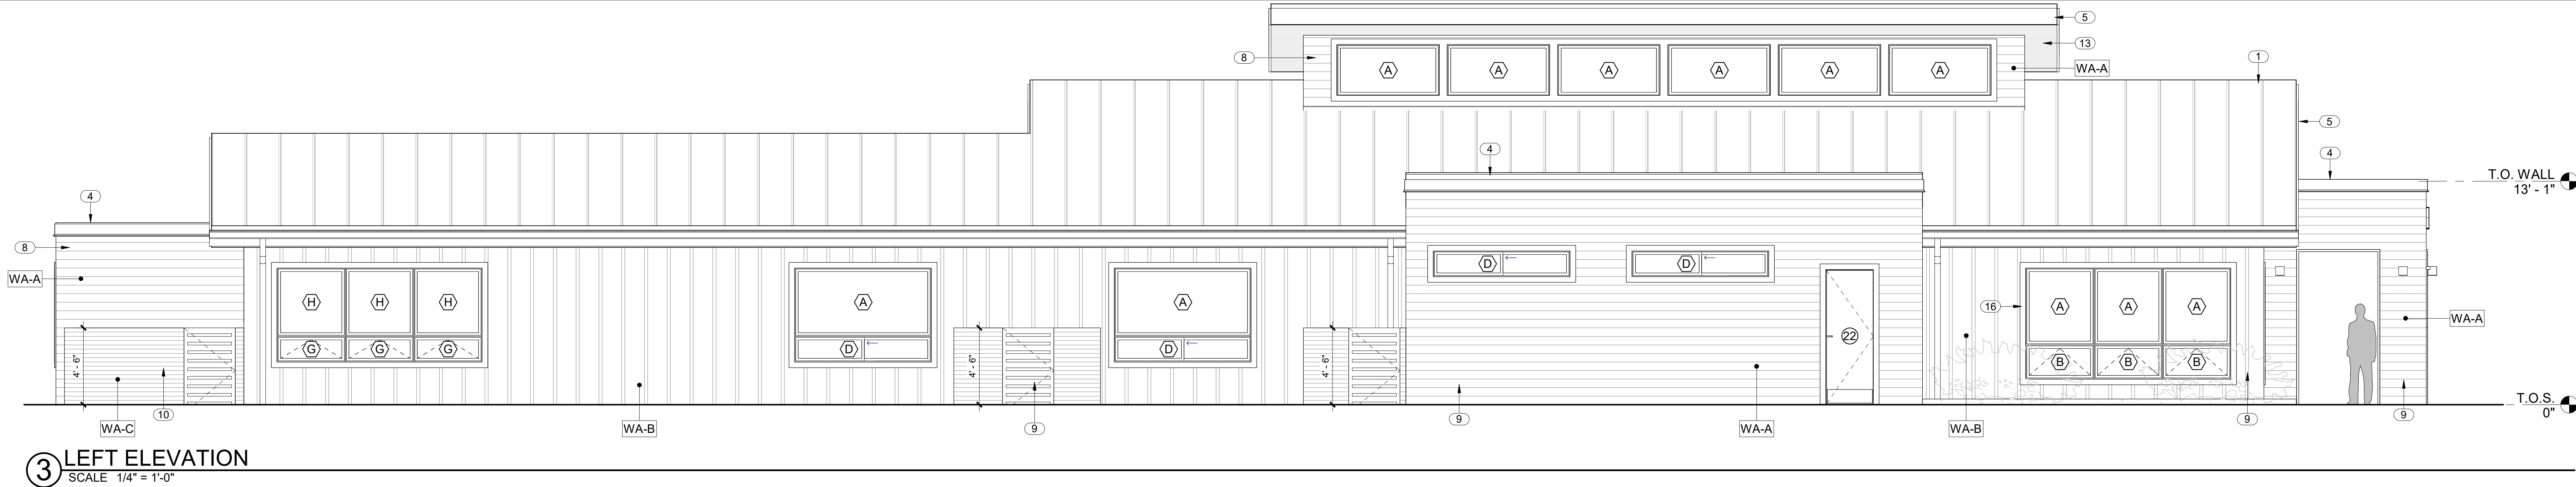 5
13
8
A A A A A A
WA-A
1
5
4
4
T.O. WALL
13' - 1"
4
8
D D
WA-A
H H H
A
A
16
A A A
WA-A
22
G G G
D
D
B B B
4' - 6"
4' - 6"
4' - 6"
T.O.S.
0"
10
9
9
9
9
WA-C
WA-B
WA-A
WA-B
3
LEFT ELEVATION
SCALE 1/4" = 1'-0"